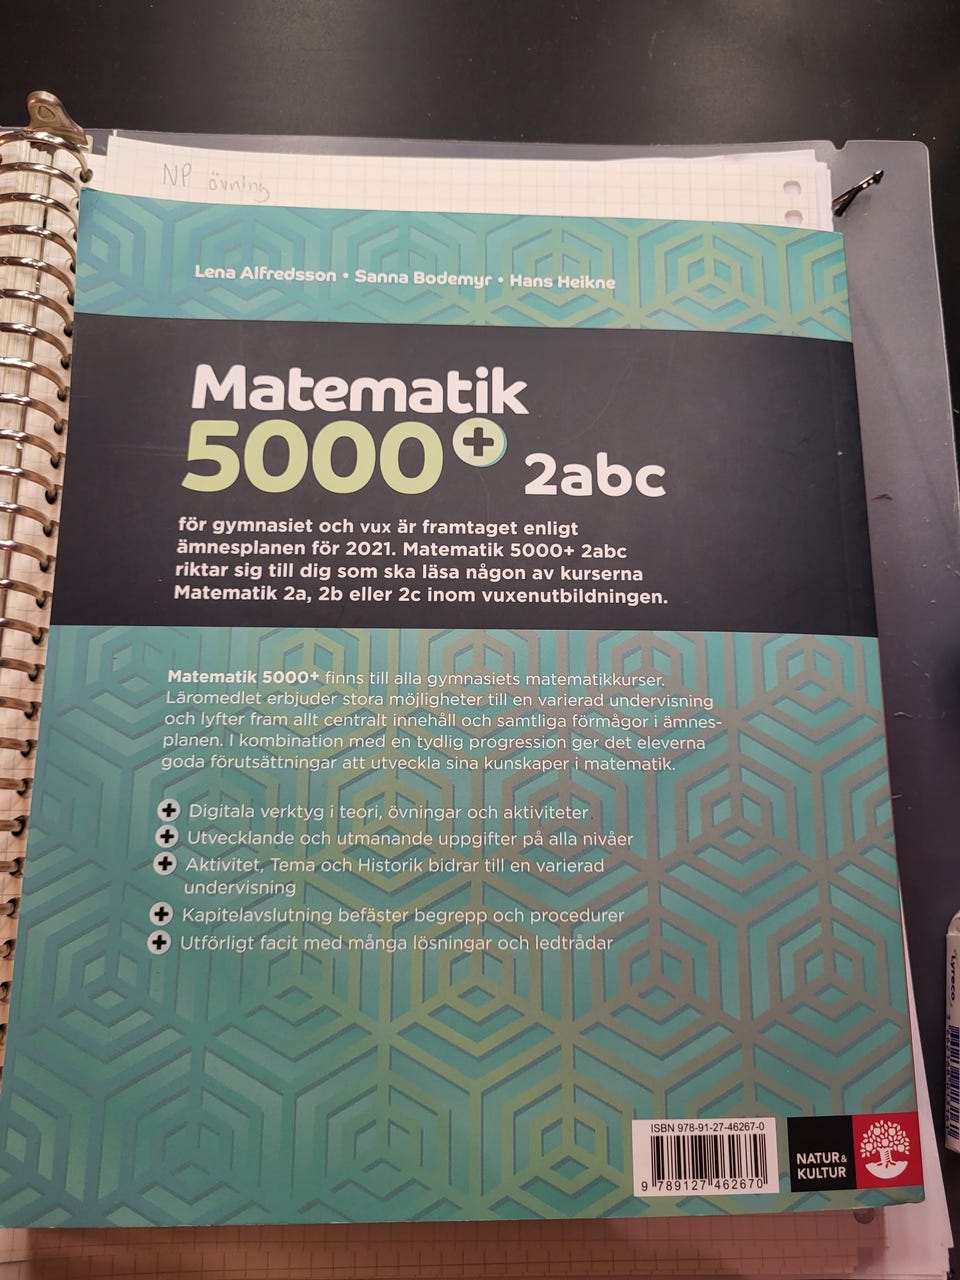 NP övning
Lena Alfredsson • Sanna Bodemyr • Hans Heikne
Matematik
5000+ 2abc
för gymnasiet och vux är framtaget enligt
ämnesplanen för 2021. Matematik 5000+ 2abc
riktar sig till dig som ska läsa någon av kurserna
Matematik 2a, 2b eller 2c inom vuxenutbildningen.
Matematik 5000+ finns till alla gymnasiets matematikkurser.
Läromedlet erbjuder stora möjligheter till en varierad undervisning
och lyfter fram allt centralt innehåll och samtliga förmågor i ämnes-
planen. I kombination med en tydlig progression ger det eleverna
goda förutsättningar att utveckla sina kunskaper i matematik.
+ Digitala verktyg i teori, övningar och aktiviteter
+ Utvecklande och utmanande uppgifter på alla nivåer
+ Aktivitet, Tema och Historik bidrar till en varierad
undervisning
+ Kapitelavslutning befäster begrepp och procedurer
+ Utförligt facit med många lösningar och ledtrådar
Lyreco
ISBN 978-91-27-46267-0
9 789127 462670
NATUR &
KULTUR